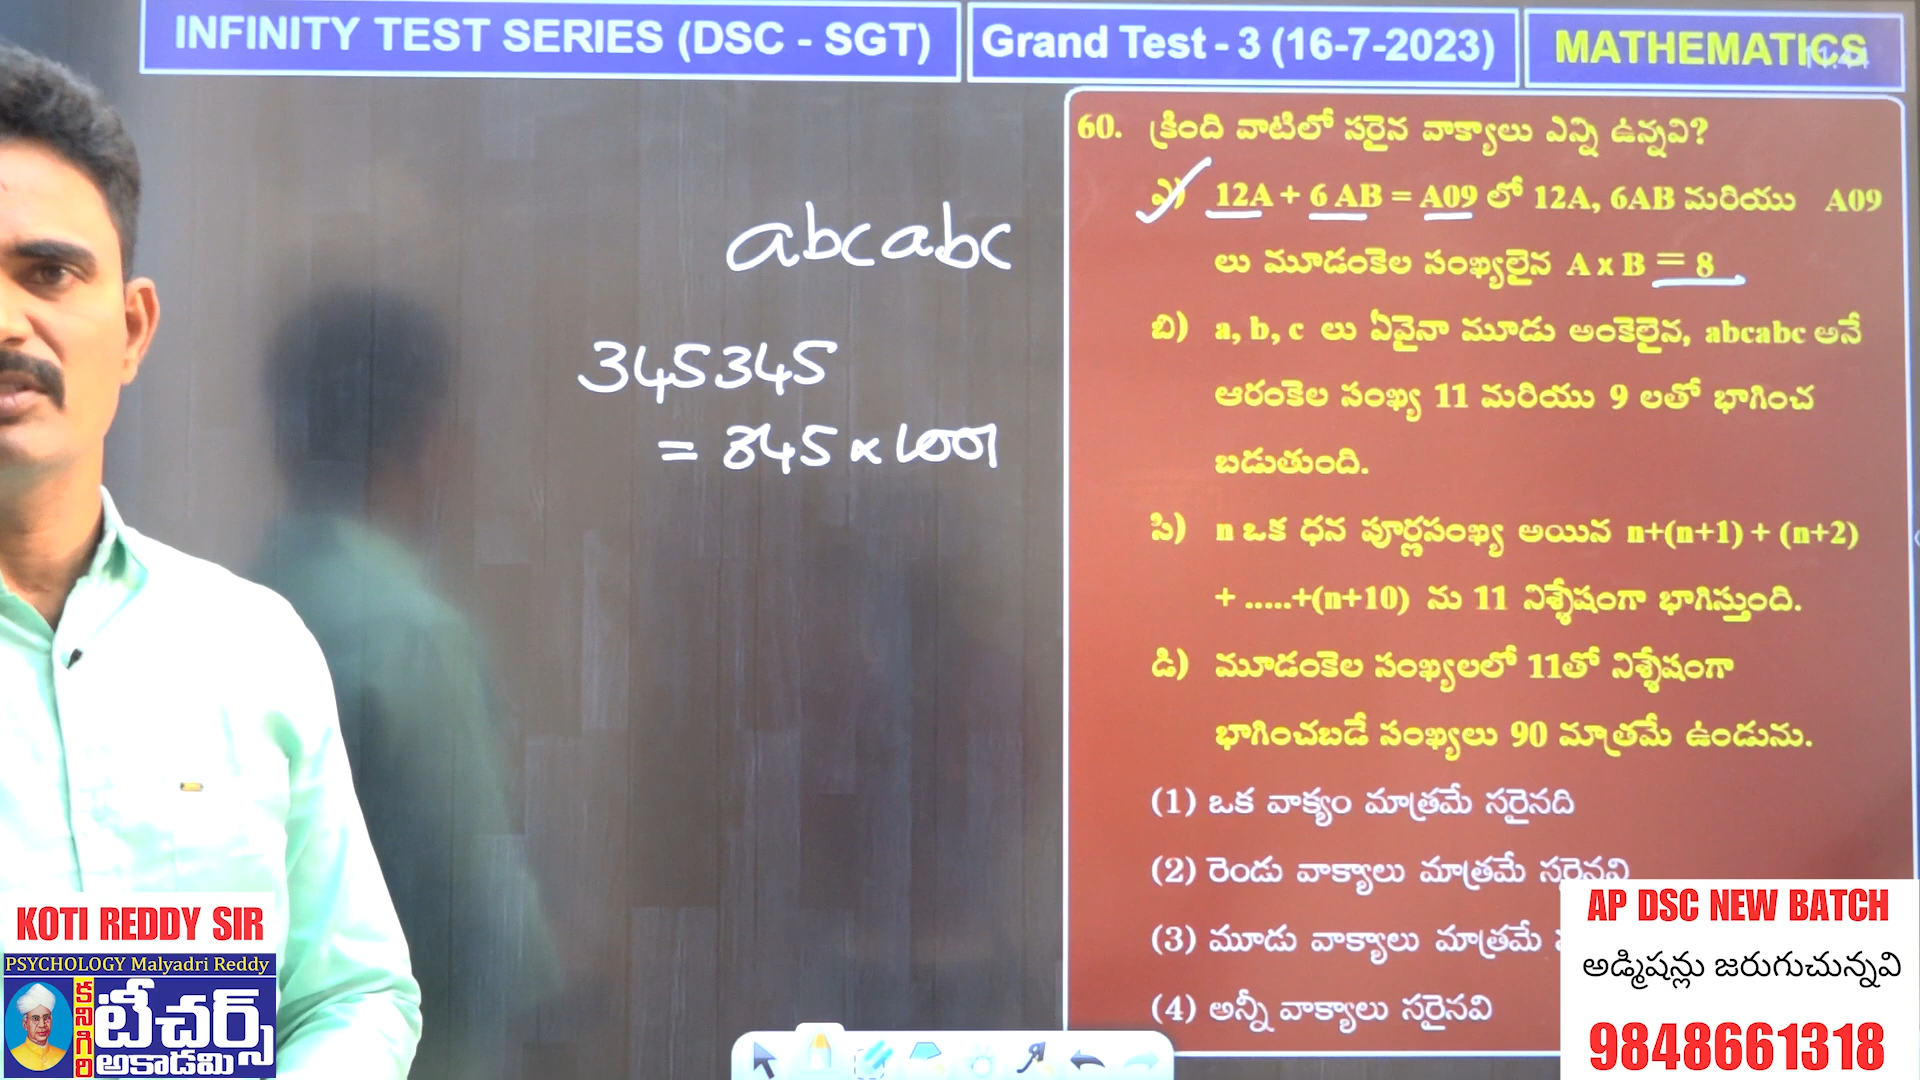 INFINITY TEST SERIES (DSC - SGT)
Grand Test - 3 (16-7-2023)
MATHEMATICS
abcabc
345345
= 345 × 1001
60. క్రింది వాటిలో సరైన వాక్యాలు ఎన్ని ఉన్నవి?
ఎ) 12A + 6 AB = A09 లో 12A, 6AB మరియు A09
లు మూడంకెల సంఖ్యలైన A x B = 8
బి) a, b, c లు ఏవైనా మూడు అంకెలైన, abcabc అనే
ఆరంకెల సంఖ్య 11 మరియు 9 లతో భాగించ
బడుతుంది.
సి) n ఒక ధన పూర్ణసంఖ్య అయిన n+(n+1) + (n+2)
+ .....+(n+10) ను 11 నిశ్శేషంగా భాగిస్తుంది.
డి) మూడంకెల సంఖ్యలలో 11తో నిశ్శేషంగా
భాగించబడే సంఖ్యలు 90 మాత్రమే ఉండును.
(1) ఒక వాక్యం మాత్రమే సరైనది
(2) రెండు వాక్యాలు మాత్రమే సరైనవి
(3) మూడు వాక్యాలు మాత్రమే
(4) అన్నీ వాక్యాలు సరైనవి
KOTI REDDY SIR
PSYCHOLOGY Malyadri Reddy
కనిగిరి
టీచర్స్
అకాడమి
AP DSC NEW BATCH
అడ్మిషన్లు జరుగుచున్నవి
9848661318